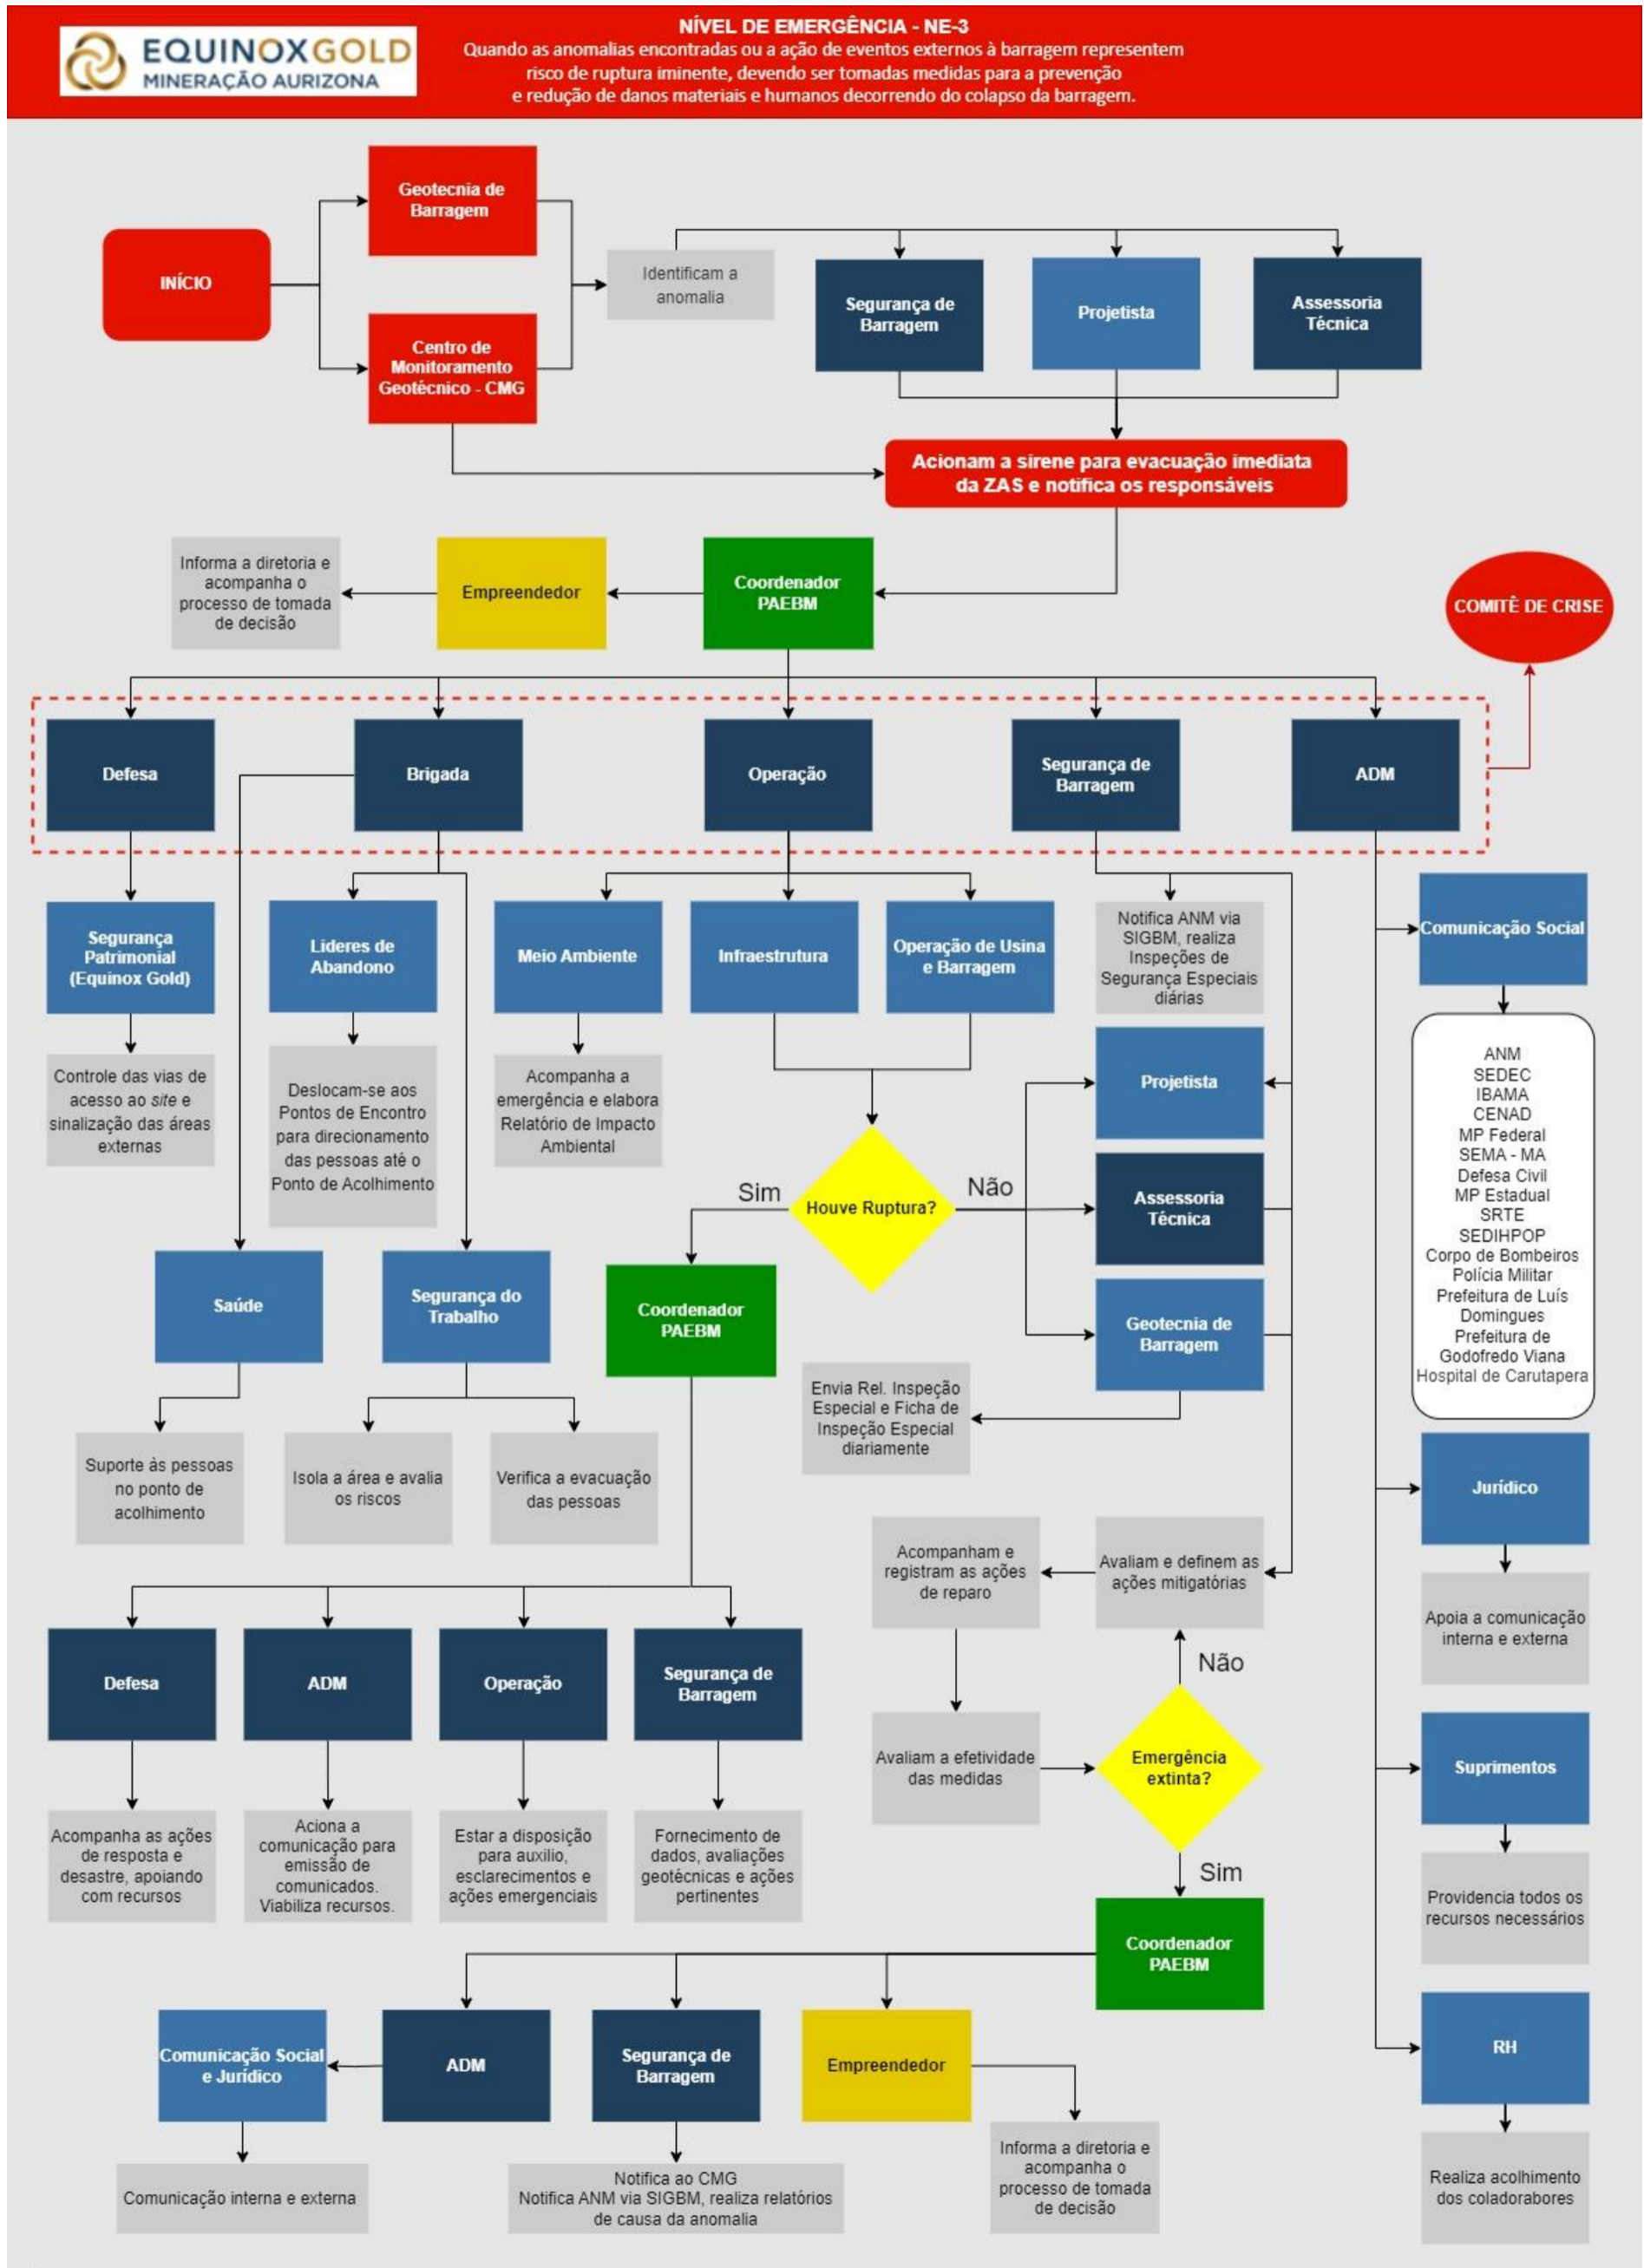 EQUINOXGOLD
MINERAÇÃO AURIZONA
NÍVEL DE EMERGÊNCIA - NE-3
Quando as anomalias encontradas ou a ação de eventos externos à barragem representem
risco de ruptura iminente, devendo ser tomadas medidas para a prevenção
e redução de danos materiais e humanos decorrendo do colapso da barragem.
INÍCIO
Geotecnia de
Barragem
Centro de
Monitoramento
Geotécnico - CMG
Identificam a
anomalia
Segurança de
Barragem
Projetista
Assessoria
Técnica
Acionam a sirene para evacuação imediata
da ZAS e notifica os responsáveis
Informa a diretoria e
acompanha o
processo de tomada
de decisão
Empreendedor
Coordenador
PAEBM
COMITÊ DE CRISE
Defesa
Brigada
Operação
Segurança de
Barragem
ADM
Segurança
Patrimonial
(Equinox Gold)
Lideres de
Abandono
Meio Ambiente
Infraestrutura
Operação de Usina
e Barragem
Notifica ANM via
SIGBM, realiza
Inspeções de
Segurança Especiais
diárias
Comunicação Social
Controle das vias de
acesso ao site e
sinalização das áreas
externas
Deslocam-se aos
Pontos de Encontro
para direcionamento
das pessoas até o
Ponto de Acolhimento
Acompanha a
emergência e elabora
Relatório de Impacto
Ambiental
Projetista
ANM
SEDEC
IBAMA
CENAD
MP Federal
SEMA - MA
Defesa Civil
MP Estadual
SRTE
SEDIHPOP
Corpo de Bombeiros
Polícia Militar
Prefeitura de Luís
Domingues
Prefeitura de
Godofredo Viana
Hospital de Carutapera
Sim
Houve Ruptura?
Não
Assessoria
Técnica
Saúde
Segurança do
Trabalho
Coordenador
PAEBM
Geotecnia de
Barragem
Envia Rel. Inspeção
Especial e Ficha de
Inspeção Especial
diariamente
Suporte às pessoas
no ponto de
acolhimento
Isola a área e avalia
os riscos
Verifica a evacuação
das pessoas
Jurídico
Acompanham e
registram as ações
de reparo
Avaliam e definem as
ações mitigatórias
Apoia a comunicação
interna e externa
Não
Defesa
ADM
Operação
Segurança de
Barragem
Avaliam a efetividade
das medidas
Emergência
extinta?
Suprimentos
Acompanha as ações
de resposta e
desastre, apoiando
com recursos
Aciona a
comunicação para
emissão de
comunicados.
Viabiliza recursos.
Estar a disposição
para auxilio,
esclarecimentos e
ações emergenciais
Fornecimento de
dados, avaliações
geotécnicas e ações
pertinentes
Sim
Providencia todos os
recursos necessários
Coordenador
PAEBM
Comunicação Social
e Jurídico
ADM
Segurança de
Barragem
Empreendedor
RH
Comunicação interna e externa
Notifica ao CMG
Notifica ANM via SIGBM, realiza relatórios
de causa da anomalia
Informa a diretoria e
acompanha o
processo de tomada
de decisão
Realiza acolhimento
dos coladorabores